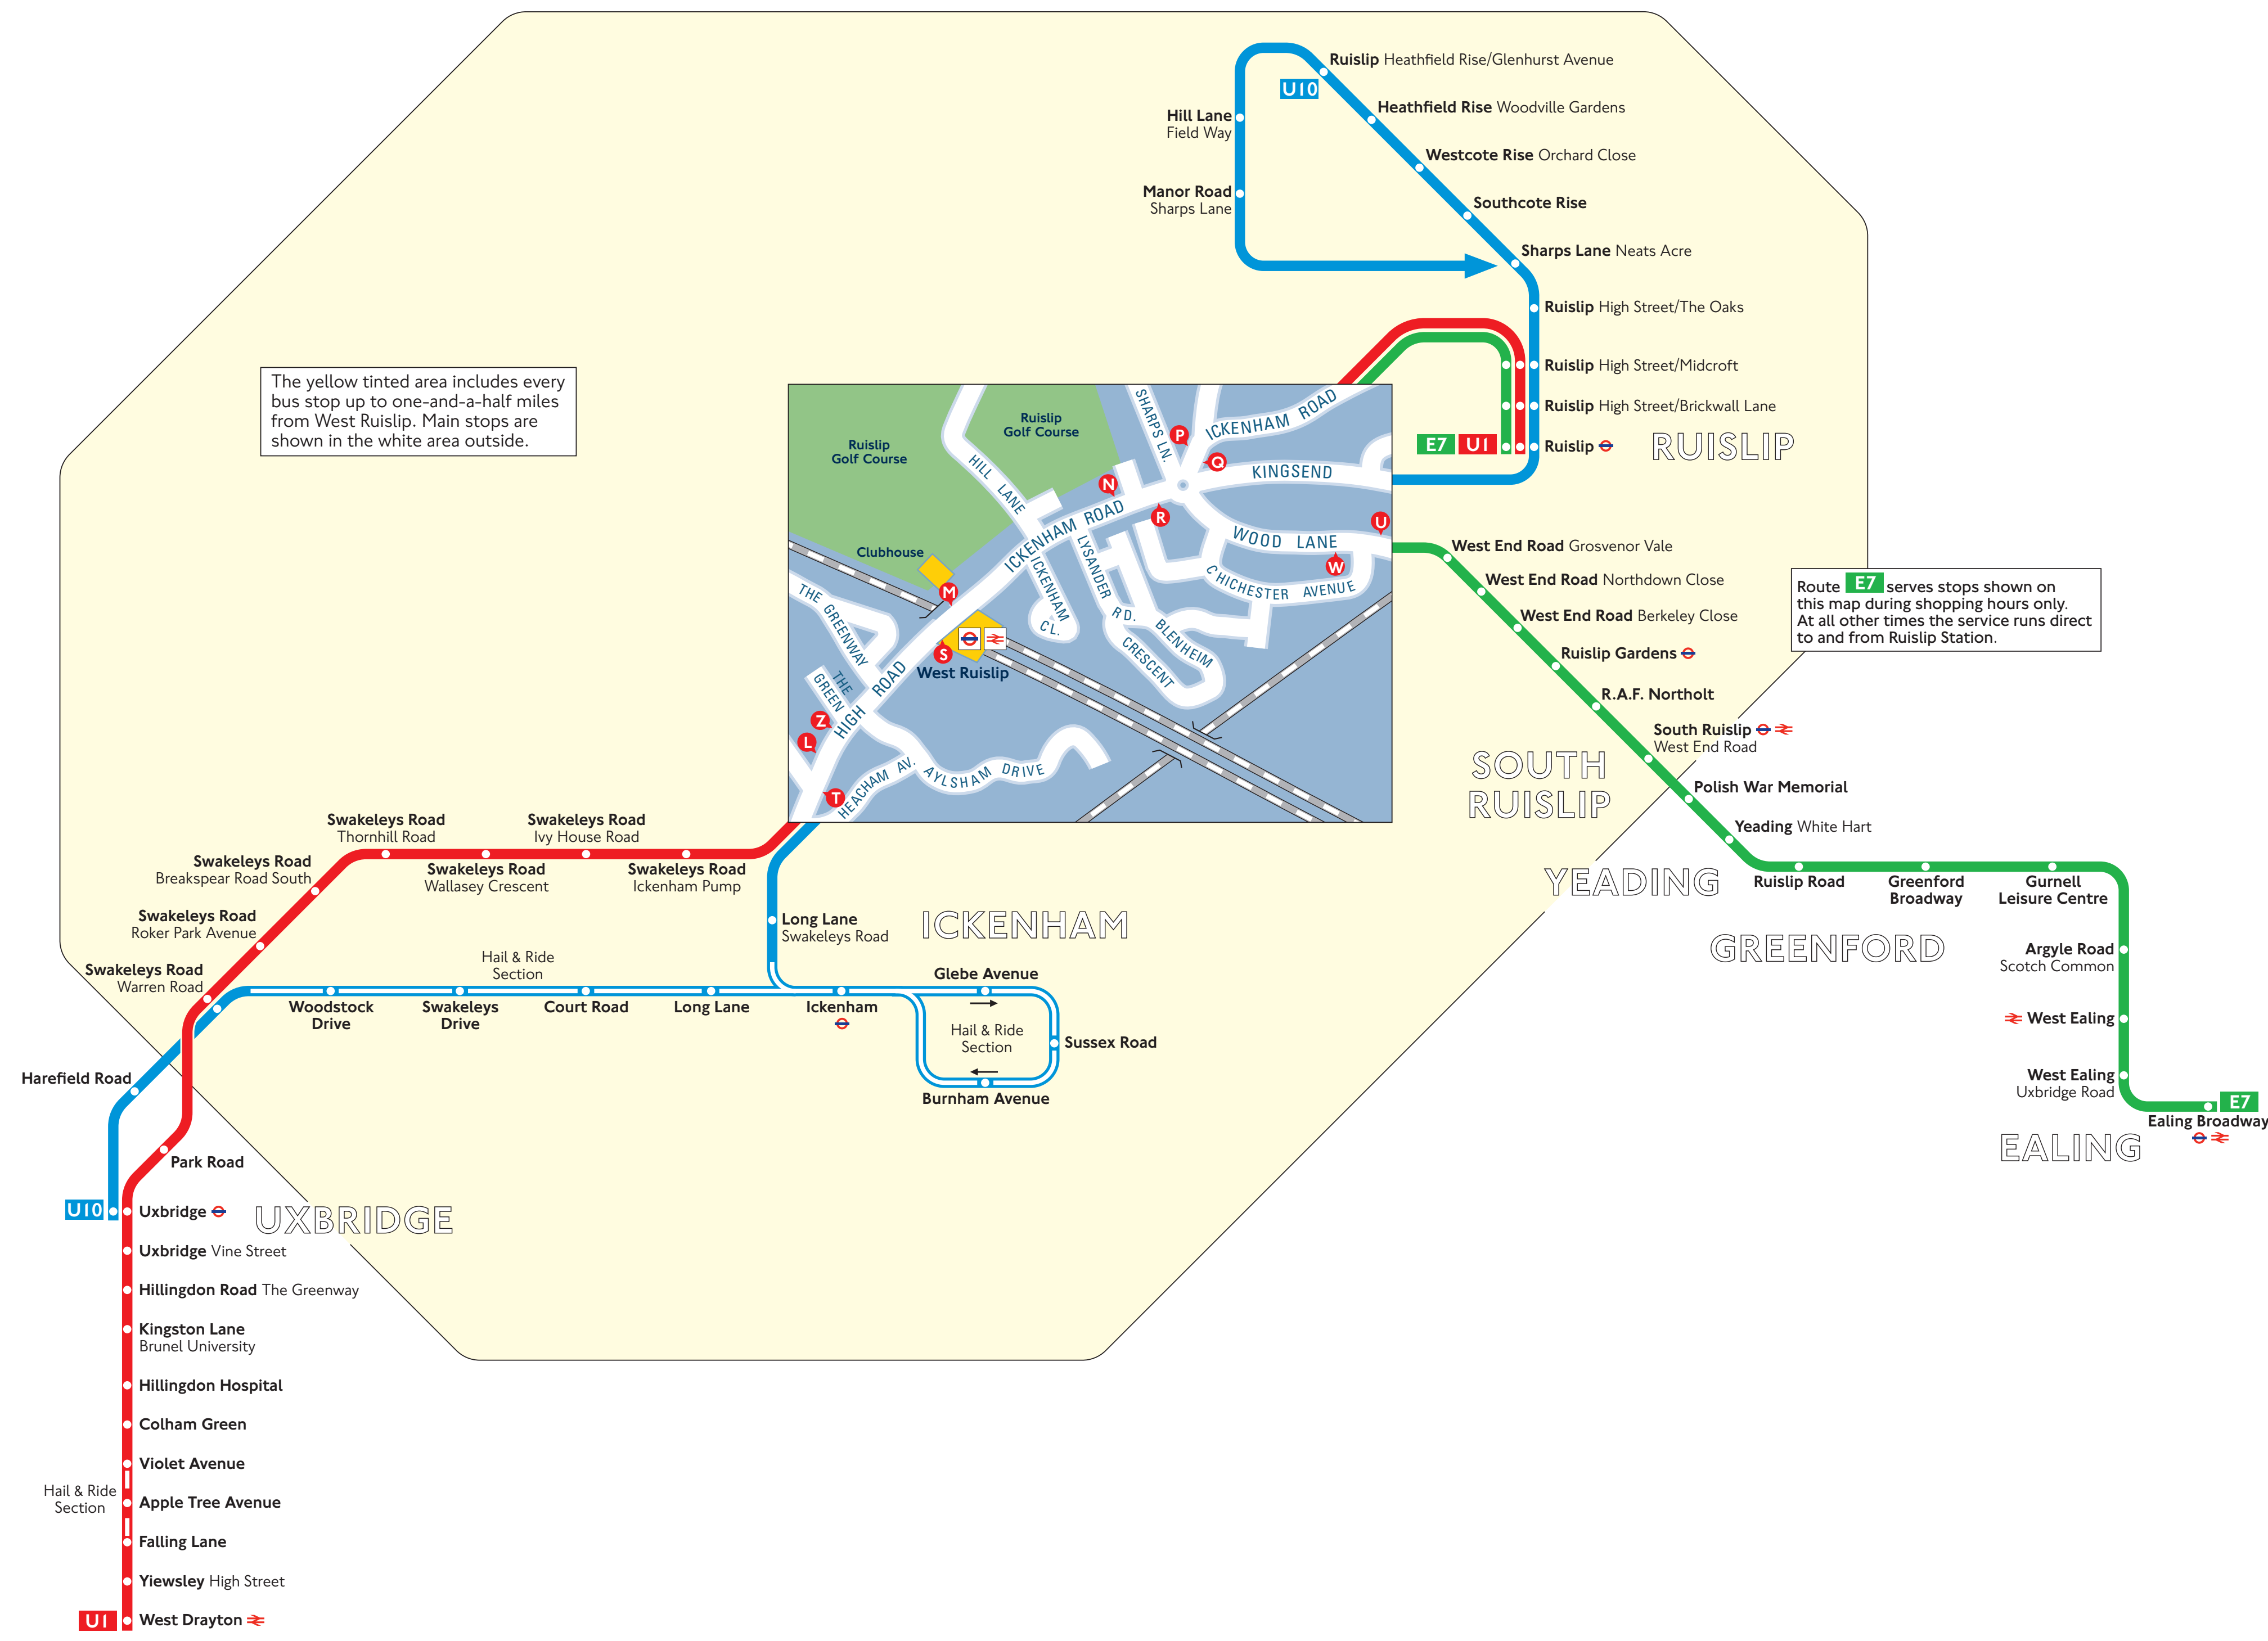 Ruislip Heathfield Rise/Glenhurst Avenue
U10
Heathfield Rise Woodville Gardens
Hill Lane
Field Way
Westcote Rise Orchard Close
Manor Road
Sharps Lane
Southcote Rise
Sharps Lane Neats Acre
Ruislip High Street/The Oaks
Ruislip High Street/Midcroft
Ruislip High Street/Brickwall Lane
E7 U1 Ruislip
RUISLIP
The yellow tinted area includes every
bus stop up to one-and-a-half miles
from West Ruislip. Main stops are
shown in the white area outside.
Ruislip
Golf Course
Ruislip
Golf Course
SHARPS LN.
P
ICKENHAM ROAD
Q
KINGSEND
HILL LANE
N
ICKENHAM ROAD
R
U
WOOD LANE
W
LYSANDER
RD.
ICKENHAM
CL.
CHICHESTER AVENUE
Clubhouse
M
THE GREENWAY
BLENHEIM
CRESCENT
S
West Ruislip
THE
GREEN
HIGH ROAD
Z
L
HEACHAM AV.
AYLSHAM DRIVE
T
West End Road Grosvenor Vale
West End Road Northdown Close
West End Road Berkeley Close
Ruislip Gardens
R.A.F. Northolt
South Ruislip
West End Road
Polish War Memorial
Yeading White Hart
Route E7 serves stops shown on
this map during shopping hours only.
At all other times the service runs direct
to and from Ruislip Station.
SOUTH
RUISLIP
YEADING
Ruislip Road
Greenford
Broadway
Gurnell
Leisure Centre
GREENFORD
Argyle Road
Scotch Common
West Ealing
West Ealing
Uxbridge Road
E7
Ealing Broadway
EALING
Swakeleys Road
Thornhill Road
Swakeleys Road
Ivy House Road
Swakeleys Road
Breakspear Road South
Swakeleys Road
Wallasey Crescent
Swakeleys Road
Ickenham Pump
Swakeleys Road
Roker Park Avenue
Swakeleys Road
Warren Road
Long Lane
Swakeleys Road
ICKENHAM
Hail & Ride
Section
Glebe Avenue
Woodstock
Drive
Swakeleys
Drive
Court Road
Long Lane
Ickenham
Hail & Ride
Section
Sussex Road
Burnham Avenue
Harefield Road
Park Road
U10
Uxbridge
UXBRIDGE
Uxbridge Vine Street
Hillingdon Road The Greenway
Kingston Lane
Brunel University
Hillingdon Hospital
Colham Green
Violet Avenue
Hail & Ride
Section
Apple Tree Avenue
Falling Lane
Yiewsley High Street
U1
West Drayton